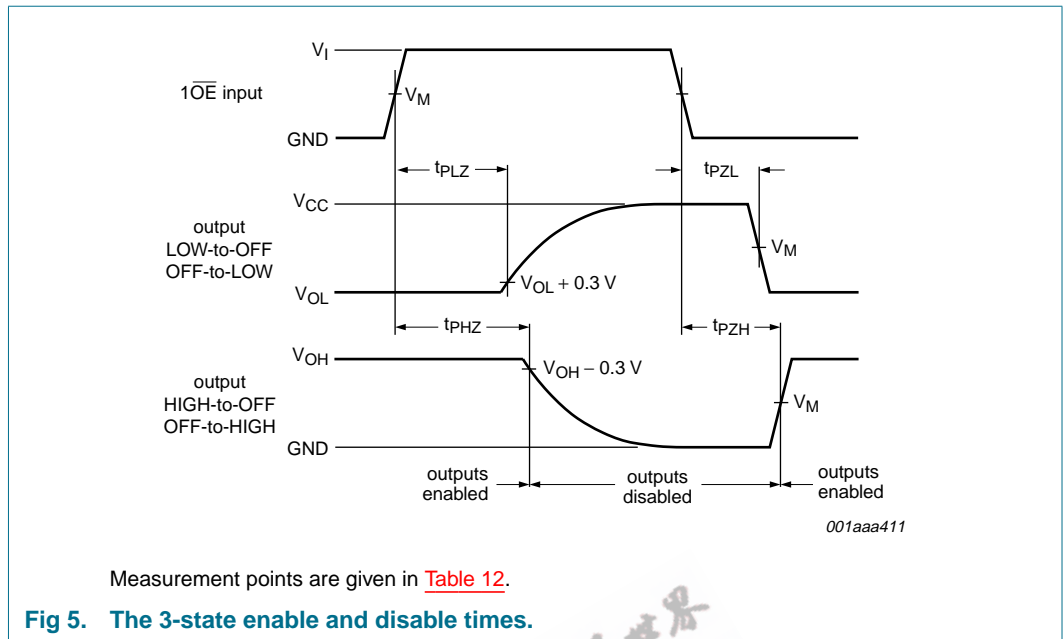 V_I
1O̅E̅ input
V_M
GND
t_PLZ
t_PZL
V_CC
output
LOW-to-OFF
OFF-to-LOW
V_M
V_OL + 0.3 V
V_OL
t_PHZ
t_PZH
V_OH
V_OH − 0.3 V
output
HIGH-to-OFF
OFF-to-HIGH
V_M
GND
outputs
enabled
outputs
disabled
outputs
enabled
001aaa411
Measurement points are given in Table 12.
Fig 5. The 3-state enable and disable times.